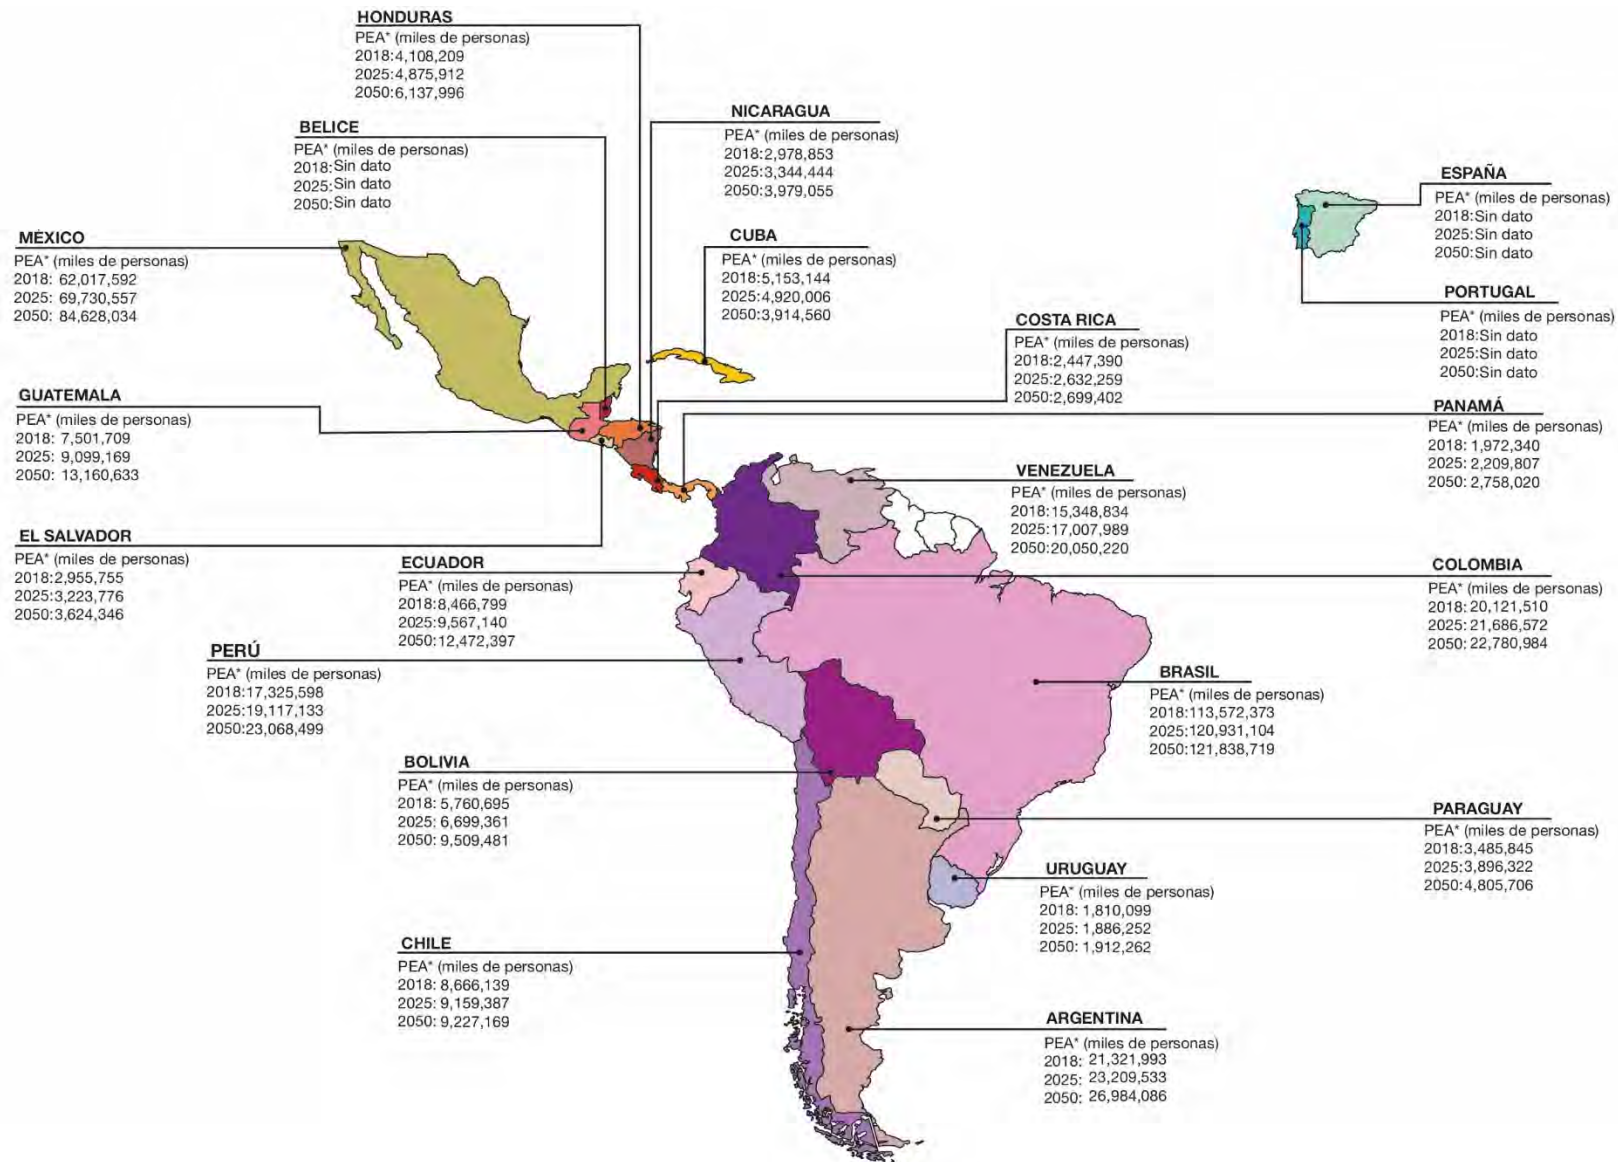 HONDURAS
PEA* (miles de personas)
2018:4,108,209
2025:4,875,912
2050:6,137,996
NICARAGUA
PEA* (miles de personas)
2018:2,978,853
2025:3,344,444
2050:3,979,055
BELICE
PEA* (miles de personas)
2018:Sin dato
2025:Sin dato
2050:Sin dato
ESPAÑA
PEA* (miles de personas)
2018:Sin dato
2025:Sin dato
2050:Sin dato
MÉXICO
PEA* (miles de personas)
2018: 62,017,592
2025: 69,730,557
2050: 84,628,034
CUBA
PEA* (miles de personas)
2018:5,153,144
2025:4,920,006
2050:3,914,560
PORTUGAL
PEA* (miles de personas)
2018:Sin dato
2025:Sin dato
2050:Sin dato
COSTA RICA
PEA* (miles de personas)
2018:2,447,390
2025:2,632,259
2050:2,699,402
GUATEMALA
PEA* (miles de personas)
2018: 7,501,709
2025: 9,099,169
2050: 13,160,633
PANAMÁ
PEA* (miles de personas)
2018: 1,972,340
2025: 2,209,807
2050: 2,758,020
VENEZUELA
PEA* (miles de personas)
2018:15,348,834
2025:17,007,989
2050:20,050,220
EL SALVADOR
PEA* (miles de personas)
2018:2,955,755
2025:3,223,776
2050:3,624,346
ECUADOR
PEA* (miles de personas)
2018:8,466,799
2025:9,567,140
2050:12,472,397
COLOMBIA
PEA* (miles de personas)
2018: 20,121,510
2025: 21,686,572
2050: 22,780,984
PERÚ
PEA* (miles de personas)
2018:17,325,598
2025:19,117,133
2050:23,068,499
BRASIL
PEA* (miles de personas)
2018:113,572,373
2025:120,931,104
2050:121,838,719
BOLIVIA
PEA* (miles de personas)
2018: 5,760,695
2025: 6,699,361
2050: 9,509,481
PARAGUAY
PEA* (miles de personas)
2018:3,485,845
2025:3,896,322
2050:4,805,706
URUGUAY
PEA* (miles de personas)
2018: 1,810,099
2025: 1,886,252
2050: 1,912,262
CHILE
PEA* (miles de personas)
2018: 8,666,139
2025: 9,159,387
2050: 9,227,169
ARGENTINA
PEA* (miles de personas)
2018: 21,321,993
2025: 23,209,533
2050: 26,984,086